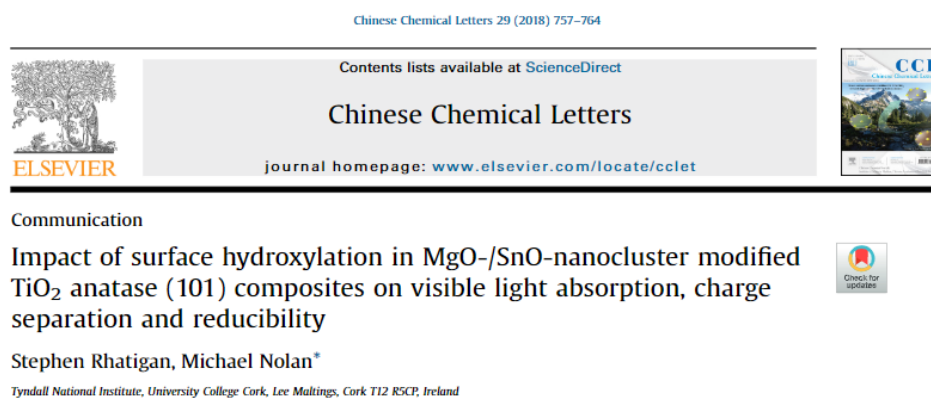 Chinese Chemical Letters 29 (2018) 757–764
Contents lists available at ScienceDirect
Chinese Chemical Letters
journal homepage: www.elsevier.com/locate/cclet
ELSEVIER
CCL
Communication
Impact of surface hydroxylation in MgO-/SnO-nanocluster modified
TiO2 anatase (101) composites on visible light absorption, charge
separation and reducibility
Check for
updates
Stephen Rhatigan, Michael Nolan*
Tyndall National Institute, University College Cork, Lee Maltings, Cork T12 R5CP, Ireland